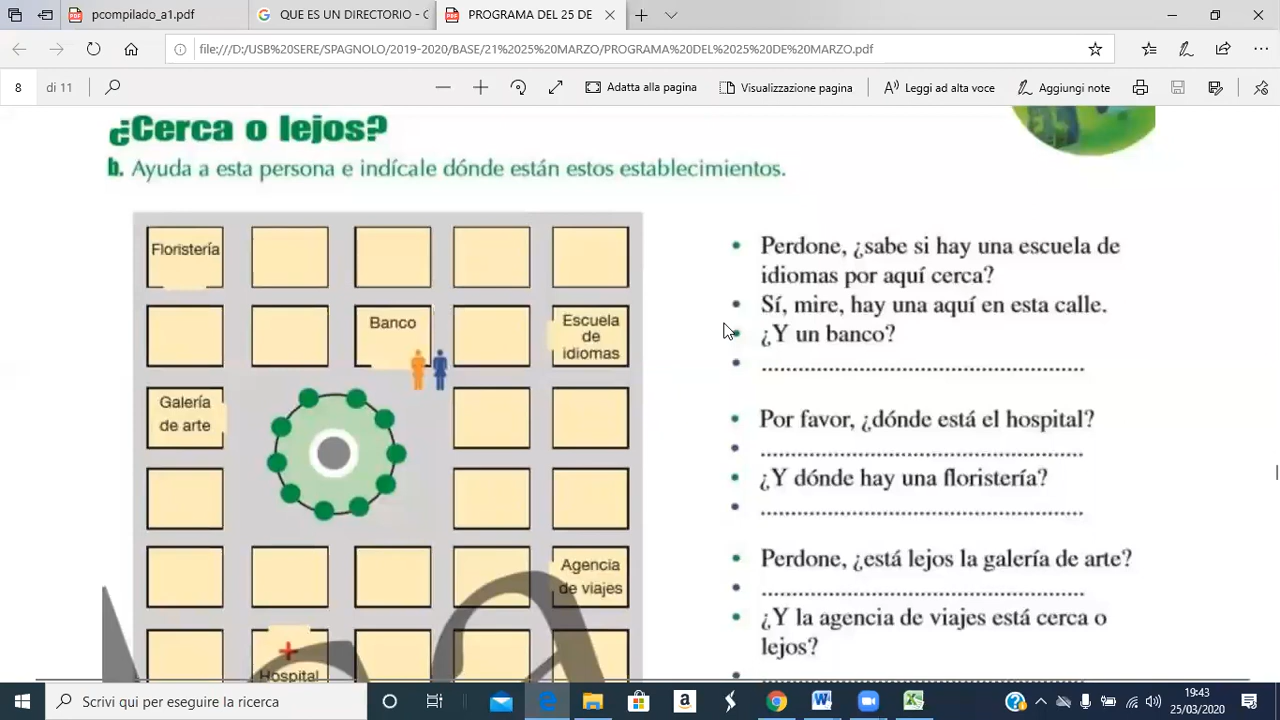 pcompilado_a1.pdf
QUE ES UN DIRECTORIO - C
PROGRAMA DEL 25 DE
file:///D:/USB%20SERE/SPAGNOLO/2019-2020/BASE/21%2025%20MARZO/PROGRAMA%20DEL%2025%20DE%20MARZO.pdf
8 di 11
Adatta alla pagina
Visualizzazione pagina
Leggi ad alta voce
Aggiungi note
¿Cerca o lejos?
b. Ayuda a esta persona e indícale dónde están estos establecimientos.
Floristería
Banco
Escuela
de
idiomas
Galería
de arte
Agencia
de viajes
Hospital
Perdone, ¿sabe si hay una escuela de
idiomas por aquí cerca?
Sí, mire, hay una aquí en esta calle.
¿Y un banco?
Por favor, ¿dónde está el hospital?
¿Y dónde hay una floristería?
Perdone, ¿está lejos la galería de arte?
¿Y la agencia de viajes está cerca o
lejos?
Scrivi qui per eseguire la ricerca
19:43
25/03/2020